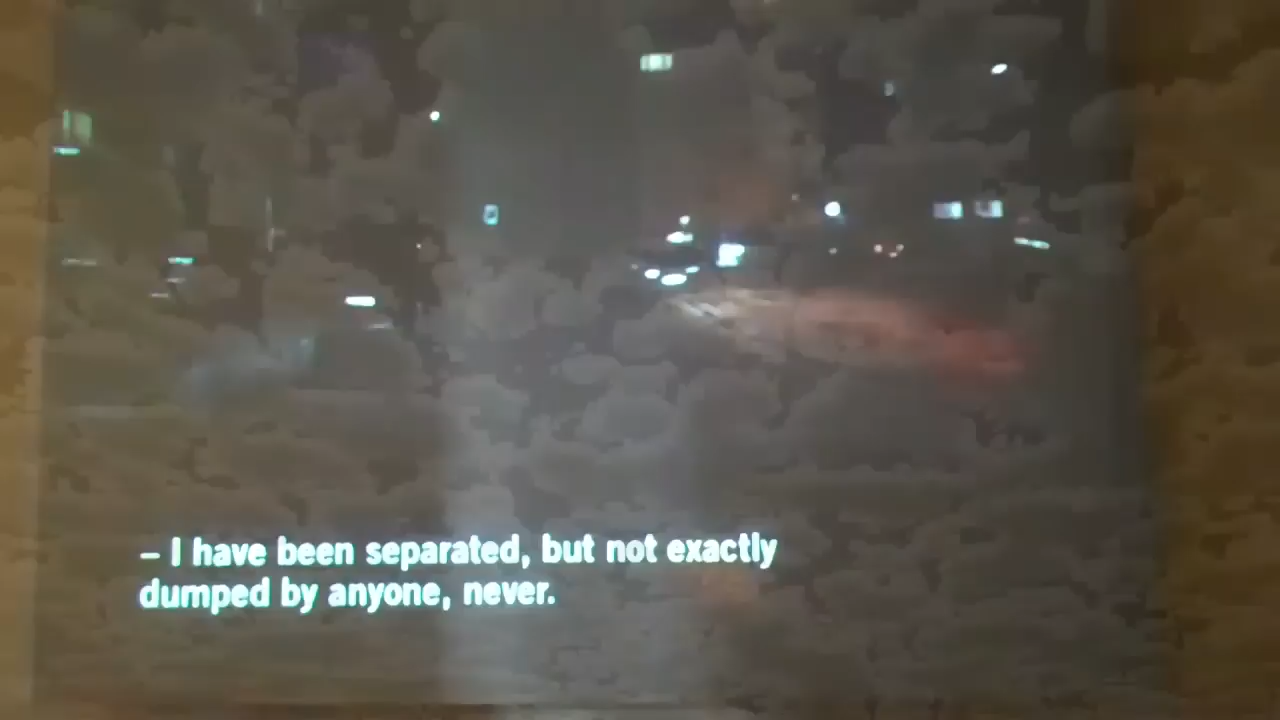 – I have been separated, but not exactly
dumped by anyone, never.